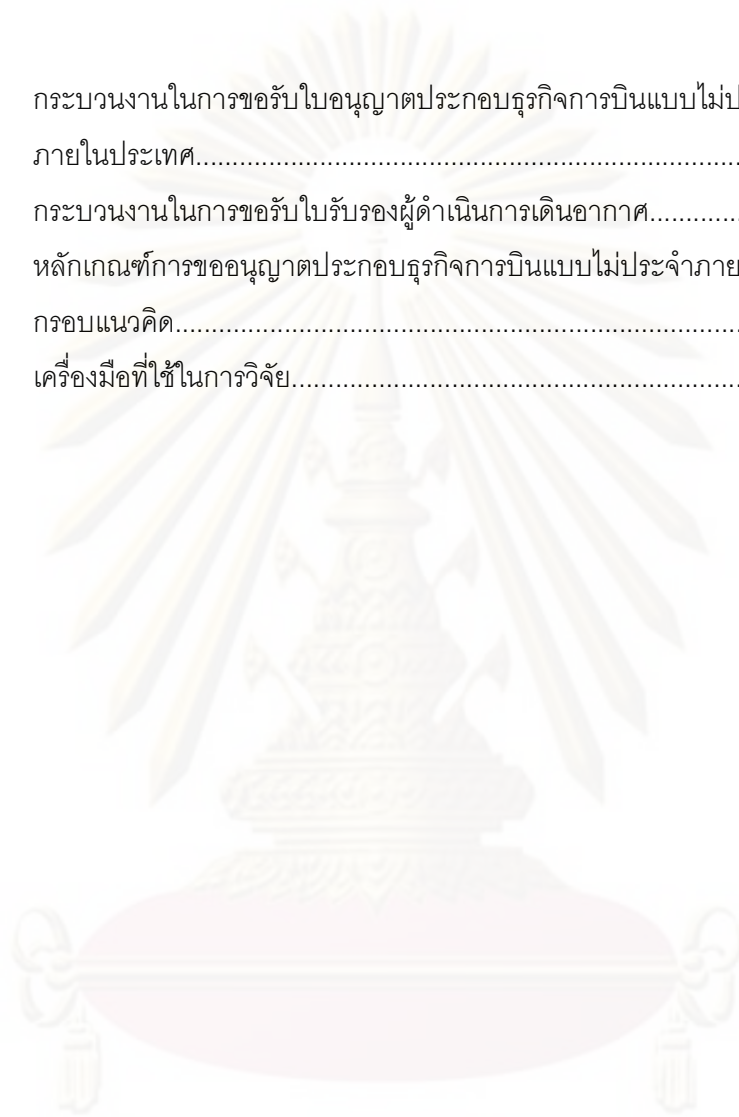 กระบวนงานในการขอรับใบอนุญาตประกอบธุรกิจการบินแบบไม่ป
ภายในประเทศ..........................................................................
กระบวนงานในการขอรับใบรับรองผู้ดำเนินการเดินอากาศ............
หลักเกณฑ์การขออนุญาตประกอบธุรกิจการบินแบบไม่ประจำภาย
กรอบแนวคิด.............................................................................
เครื่องมือที่ใช้ในการวิจัย.............................................................